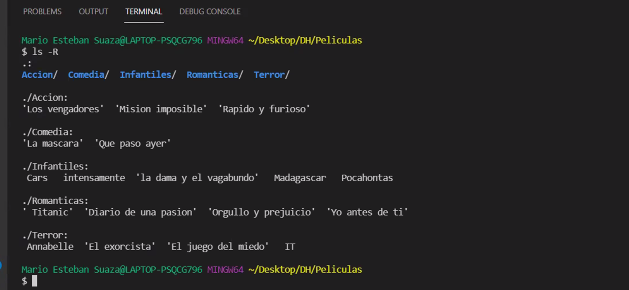 PROBLEMS OUTPUT TERMINAL DEBUG CONSOLE
Mario Esteban Suaza@LAPTOP-PSQCG796 MINGW64 ~/Desktop/DH/Peliculas
$ ls -R
.:
Accion/ Comedia/ Infantiles/ Romanticas/ Terror/
./Accion:
'Los vengadores' 'Mision imposible' 'Rapido y furioso'
./Comedia:
'La mascara' 'Que paso ayer'
./Infantiles:
Cars intensamente 'la dama y el vagabundo' Madagascar Pocahontas
./Romanticas:
' Titanic' 'Diario de una pasion' 'Orgullo y prejuicio' 'Yo antes de ti'
./Terror:
Annabelle 'El exorcista' 'El juego del miedo' IT
Mario Esteban Suaza@LAPTOP-PSQCG796 MINGW64 ~/Desktop/DH/Peliculas
$